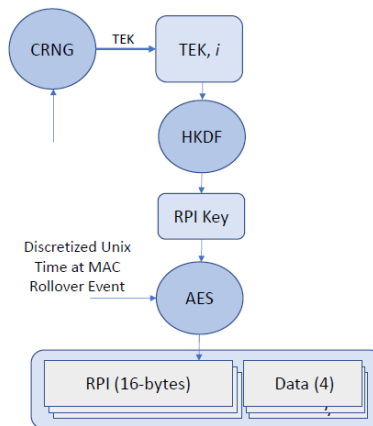 TEK
CRNG
TEK, i
HKDF
RPI Key
Discretized Unix
Time at MAC
Rollover Event
AES
RPI (16-bytes)
Data (4)